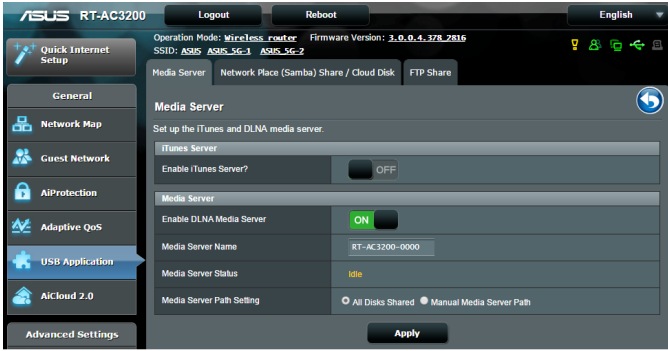 ASUS RT-AC3200 Logout Reboot English
Operation Mode: Wireless router Firmware Version: 3.0.0.4.378_2816
SSID: ASUS ASUS_5G-1 ASUS_5G-2
Quick Internet
Setup
General
Network Map
Guest Network
AiProtection
Adaptive QoS
USB Application
AiCloud 2.0
Advanced Settings
Media Server Network Place (Samba) Share / Cloud Disk FTP Share
Media Server
Set up the iTunes and DLNA media server.
iTunes Server
Enable iTunes Server? OFF
Media Server
Enable DLNA Media Server ON
Media Server Name RT-AC3200-0000
Media Server Status Idle
Media Server Path Setting All Disks Shared Manual Media Server Path
Apply